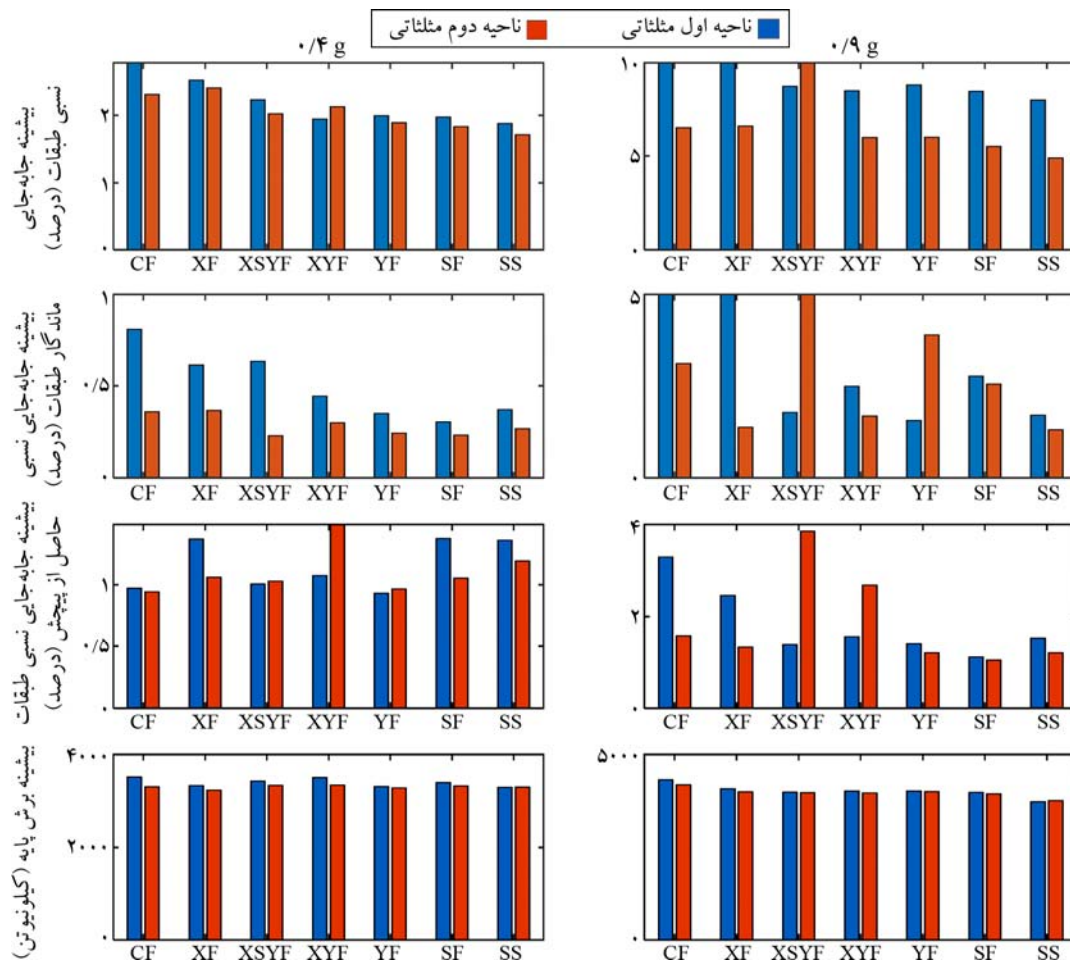 ناحیه اول مثلثاتی ناحیه دوم مثلثاتی
۰/۴ g
۰/۹ g
بیشینه جابه‌جایی
نسبی طبقات (درصد)
۲
۱
۰
CF XF XSYF XYF YF SF SS
۱۰
۵
۰
CF XF XSYF XYF YF SF SS
بیشینه جابه‌جایی نسبی
ماندگار طبقات (درصد)
۱
۰/۵
۰
CF XF XSYF XYF YF SF SS
۵
۰
CF XF XSYF XYF YF SF SS
بیشینه جابه‌جایی نسبی طبقات
حاصل از پیچش (درصد)
۱
۰/۵
۰
CF XF XSYF XYF YF SF SS
۴
۲
۰
CF XF XSYF XYF YF SF SS
بیشینه برش پایه (کیلونیوتن)
۴۰۰۰
۲۰۰۰
۰
CF XF XSYF XYF YF SF SS
۵۰۰۰
۰
CF XF XSYF XYF YF SF SS